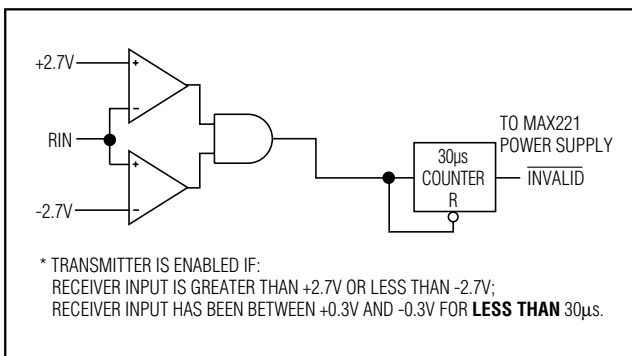 +2.7V
+
-
RIN
+
-
-2.7V
TO MAX221
POWER SUPPLY
30µs
COUNTER
R
INVALID
* TRANSMITTER IS ENABLED IF:
RECEIVER INPUT IS GREATER THAN +2.7V OR LESS THAN -2.7V;
RECEIVER INPUT HAS BEEN BETWEEN +0.3V AND -0.3V FOR LESS THAN 30µs.